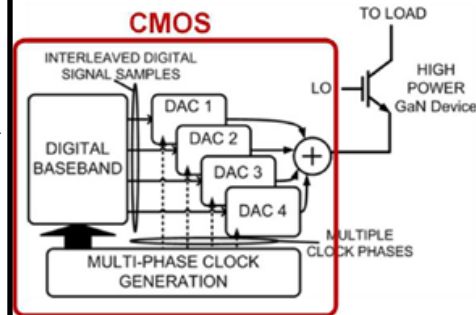 CMOS
TO LOAD
INTERLEAVED DIGITAL
SIGNAL SAMPLES
LO
HIGH
POWER
GaN Device
DIGITAL
BASEBAND
DAC 1
DAC 2
DAC 3
DAC 4
MULTIPLE
CLOCK PHASES
MULTI-PHASE CLOCK
GENERATION